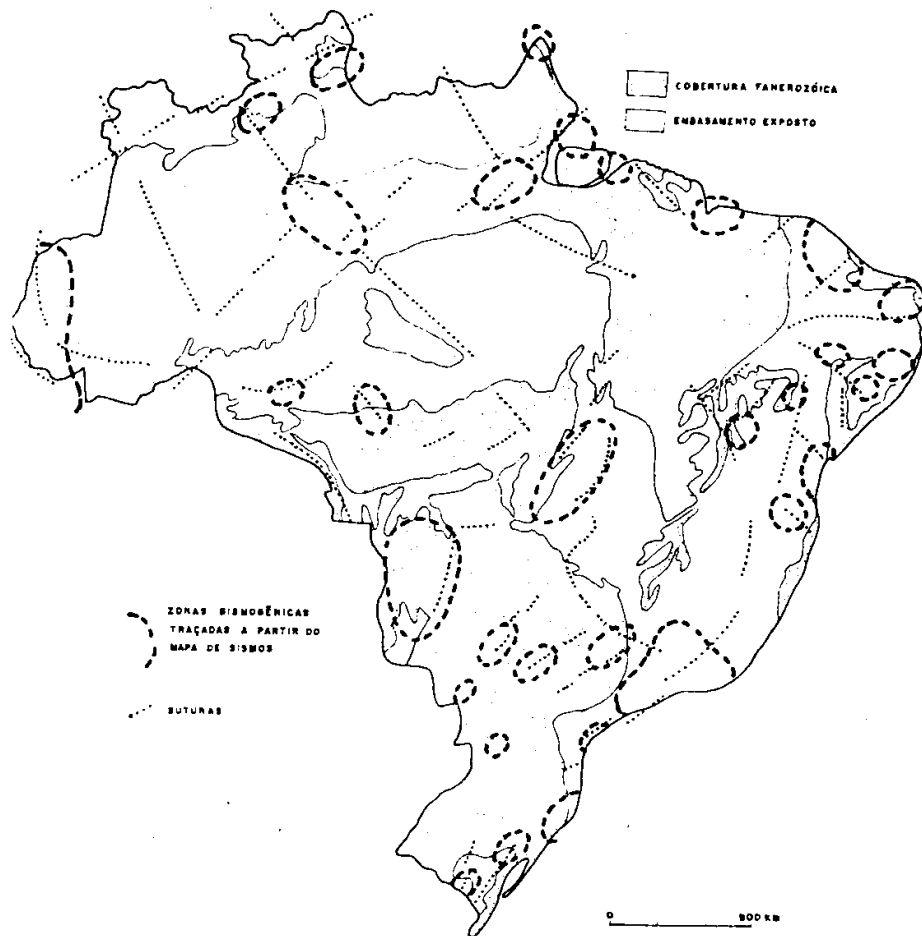 COBERTURA FANEROZÓICA
EMBASAMENTO EXPOSTO
ZONAS SISMOGÊNICAS
TRAÇADAS A PARTIR DO
MAPA DE SISMOS
SUTURAS
0 500 KM